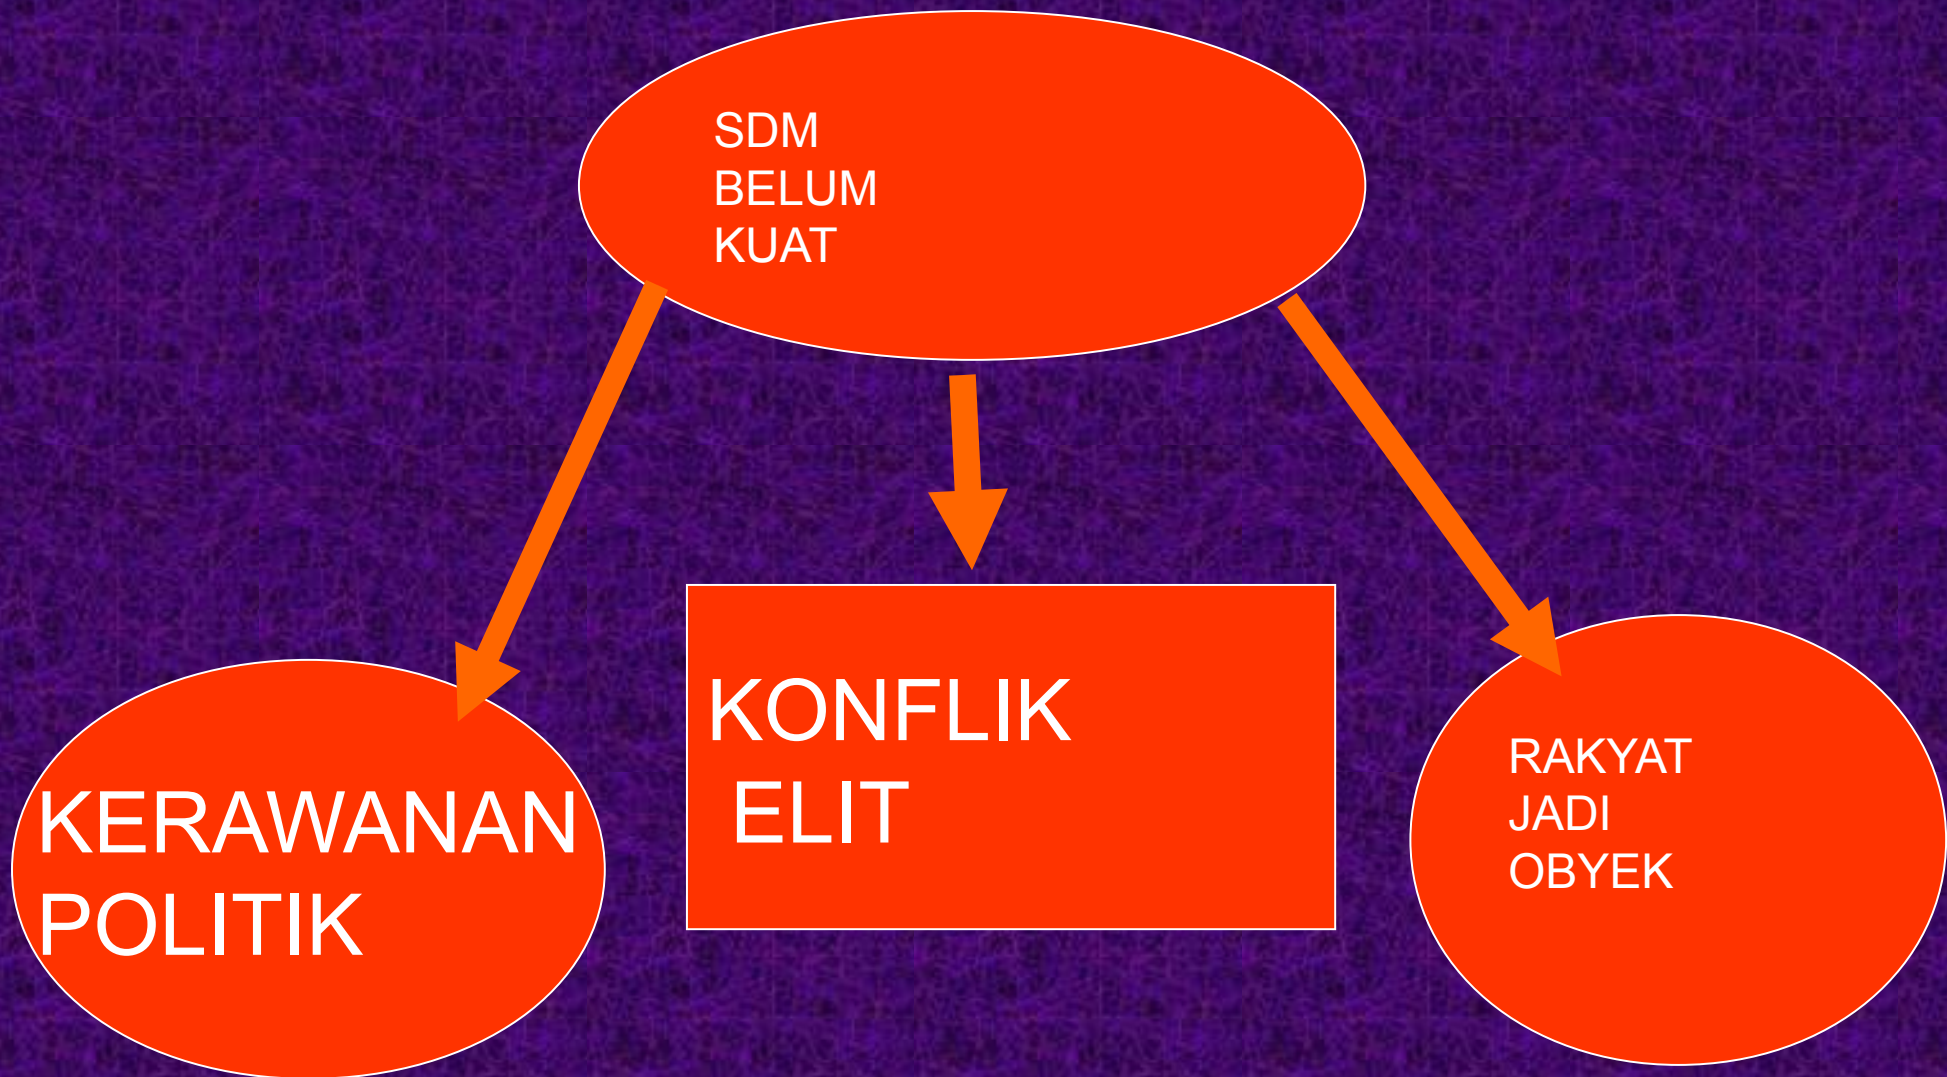 SDM
BELUM
KUAT
KERAWANAN
POLITIK
KONFLIK
ELIT
RAKYAT
JADI
OBYEK